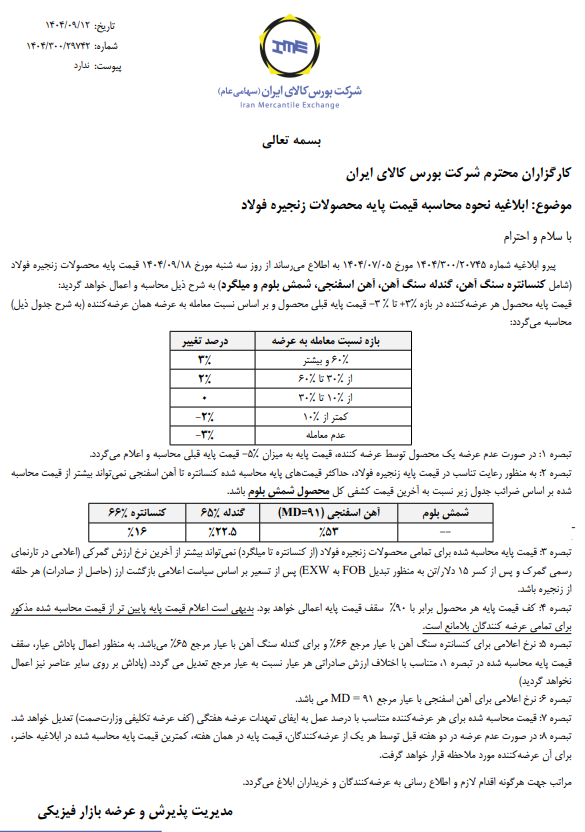 تاریخ: ۱۴۰۴/۰۹/۱۲
شماره: ۱۴۰۴/۳۰۰/۲۹۷۴۲
پیوست: ندارد
IME
شرکت بورس کالای ایران (سهامی عام)
Iran Mercantile Exchange
بسمه تعالی
کارگزاران محترم شرکت بورس کالای ایران
موضوع: ابلاغیه نحوه محاسبه قیمت پایه محصولات زنجیره فولاد
با سلام و احترام
پیرو ابلاغیه شماره ۱۴۰۴/۳۰۰/۲۰۷۴۵ مورخ ۱۴۰۴/۰۷/۰۵ به اطلاع می‌رساند از روز سه شنبه مورخ ۱۴۰۴/۰۹/۱۸ قیمت پایه محصولات زنجیره فولاد
(شامل کنسانتره سنگ آهن، گندله سنگ آهن، آهن اسفنجی، شمش بلوم و میلگرد) به شرح ذیل محاسبه و اعمال خواهد گردید:
قیمت پایه محصول هر عرضه‌کننده در بازه ۳٪+ تا ۳٪- قیمت پایه قبلی محصول و بر اساس نسبت معامله به عرضه همان عرضه‌کننده (به شرح جدول ذیل)
محاسبه می‌گردد:
بازه نسبت معامله به عرضه درصد تغییر
۶۰٪ و بیشتر ۳٪
از ۳۰٪ تا ۶۰٪ ۲٪
از ۱۰٪ تا ۳۰٪ ۰
کمتر از ۱۰٪ ۲٪-
عدم معامله ۳٪-
تبصره ۱: در صورت عدم عرضه یک محصول توسط عرضه کننده، قیمت پایه به میزان ۵٪- قیمت پایه قبلی محاسبه و اعلام می‌گردد.
تبصره ۲: به منظور رعایت تناسب در قیمت پایه زنجیره فولاد، حداکثر قیمت‌های پایه محاسبه شده کنسانتره تا آهن اسفنجی نمی‌تواند بیشتر از قیمت محاسبه
شده بر اساس ضرائب جدول زیر نسبت به آخرین قیمت کشفی کل محصول شمش بلوم باشد.
شمش بلوم آهن اسفنجی (MD=۹۱) گندله ۶۵٪ کنسانتره ۶۶٪
-- ۵۳٪ ۲۲.۵٪ ۱۶٪
تبصره ۳: قیمت پایه محاسبه شده برای تمامی محصولات زنجیره فولاد (از کنسانتره تا میلگرد) نمی‌تواند بیشتر از آخرین نرخ ارزش گمرکی (اعلامی در تارنمای
رسمی گمرک و پس از کسر ۱۵ دلار/تن به منظور تبدیل FOB به EXW) پس از تسعیر بر اساس سیاست اعلامی بازگشت ارز (حاصل از صادرات) هر حلقه
از زنجیره باشد.
تبصره ۴: کف قیمت پایه هر محصول برابر با ۹۰٪ سقف قیمت پایه اعمالی خواهد بود. بدیهی است اعلام قیمت پایه پایین تر از قیمت محاسبه شده مذکور
برای تمامی عرضه کنندگان بلامانع است.
تبصره ۵: نرخ اعلامی برای کنسانتره سنگ آهن با عیار مرجع ۶۶٪ و برای گندله سنگ آهن با عیار مرجع ۶۵٪ می‌باشد. به منظور اعمال پاداش عیار، سقف
قیمت پایه محاسبه شده در تبصره ۱، متناسب با اختلاف ارزش صادراتی هر عیار نسبت به عیار مرجع تعدیل می گردد. (پاداش بر روی سایر عناصر نیز اعمال
نخواهد گردید)
تبصره ۶: نرخ اعلامی برای آهن اسفنجی با عیار مرجع ۹۱ = MD می باشد.
تبصره ۷: قیمت محاسبه شده برای هر عرضه‌کننده متناسب با درصد عمل به ایفای تعهدات عرضه هفتگی (کف عرضه تکلیفی وزارت‌صمت) تعدیل خواهد شد.
تبصره ۸: در صورت عدم عرضه در دو هفته قبل توسط هر یک از عرضه‌کنندگان، قیمت پایه در همان هفته، کمترین قیمت پایه محاسبه شده در ابلاغیه حاضر،
برای آن عرضه‌کننده مورد ملاحظه قرار خواهد گرفت.
مراتب جهت هرگونه اقدام لازم و اطلاع رسانی به عرضه‌کنندگان و خریداران ابلاغ می‌گردد.
مدیریت پذیرش و عرضه بازار فیزیکی